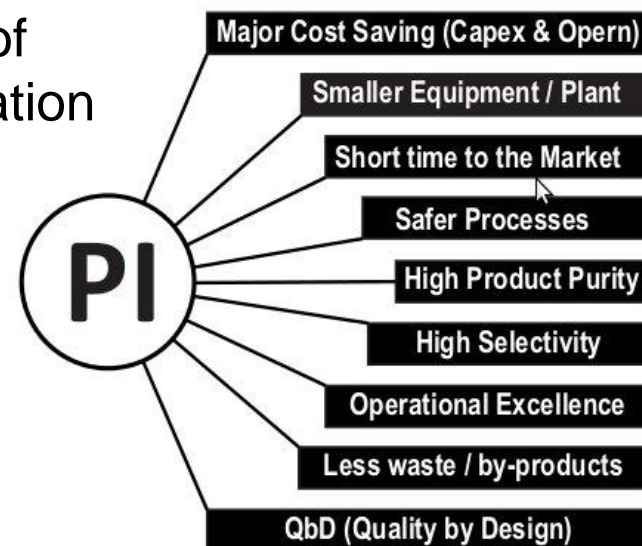 of
ation
Major Cost Saving (Capex & Opern)
Smaller Equipment / Plant
Short time to the Market
Safer Processes
PI
High Product Purity
High Selectivity
Operational Excellence
Less waste / by-products
QbD (Quality by Design)